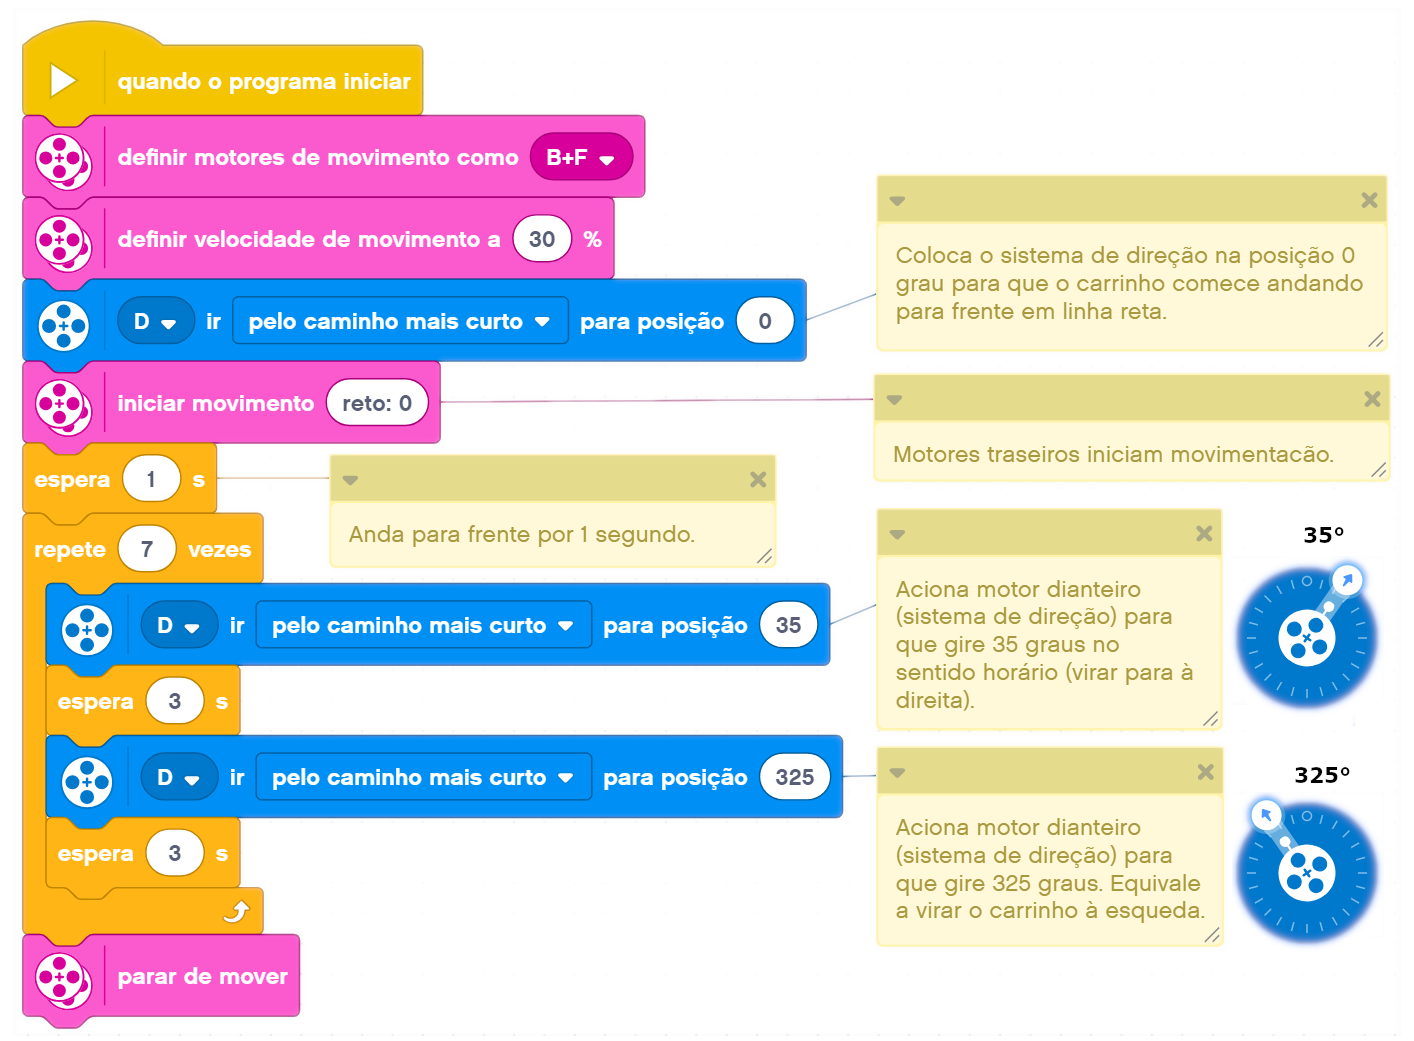 quando o programa iniciar
definir motores de movimento como B+F
definir velocidade de movimento a 30 %
D ir pelo caminho mais curto para posição 0
Coloca o sistema de direção na posição 0
grau para que o carrinho comece andando
para frente em linha reta.
iniciar movimento reto: 0
Motores traseiros iniciam movimentacão.
espera 1 s
Anda para frente por 1 segundo.
repete 7 vezes
D ir pelo caminho mais curto para posição 35
Aciona motor dianteiro
(sistema de direção) para
que gire 35 graus no
sentido horário (virar para à
direita).
35º
espera 3 s
D ir pelo caminho mais curto para posição 325
Aciona motor dianteiro
(sistema de direção) para
que gire 325 graus. Equivale
a virar o carrinho à esqueda.
325º
espera 3 s
parar de mover